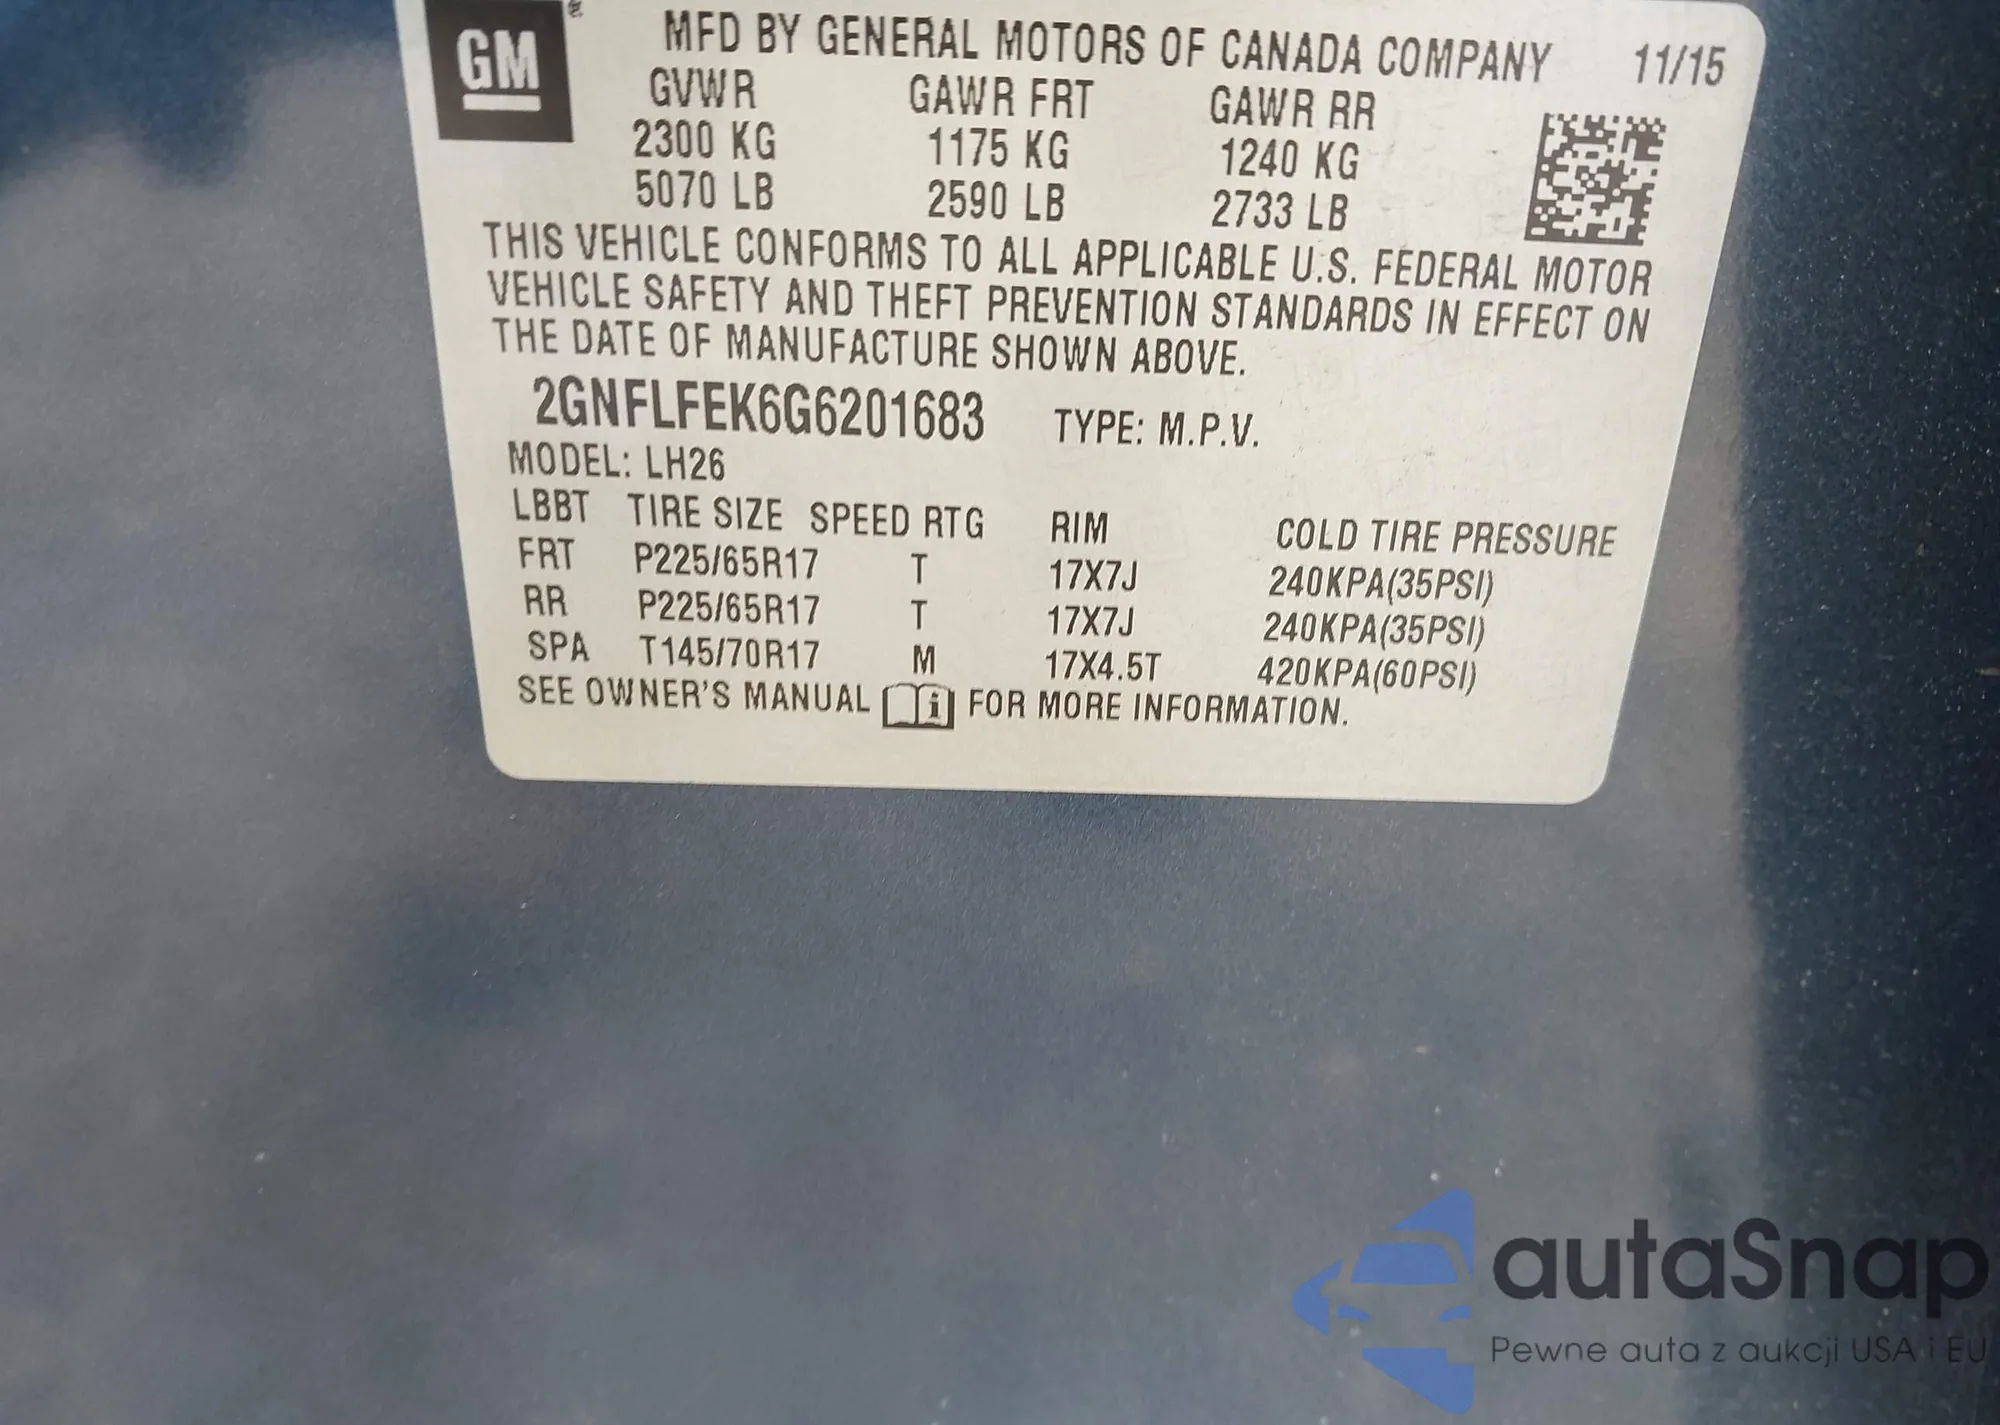 GM ®
MFD BY GENERAL MOTORS OF CANADA COMPANY 11/15
GVWR GAWR FRT GAWR RR
2300 KG 1175 KG 1240 KG
5070 LB 2590 LB 2733 LB
THIS VEHICLE CONFORMS TO ALL APPLICABLE U.S. FEDERAL MOTOR
VEHICLE SAFETY AND THEFT PREVENTION STANDARDS IN EFFECT ON
THE DATE OF MANUFACTURE SHOWN ABOVE.
2GNFLFEK6G6201683 TYPE: M.P.V.
MODEL: LH26
LBBT TIRE SIZE SPEED RTG RIM COLD TIRE PRESSURE
FRT P225/65R17 T 17X7J 240KPA(35PSI)
RR P225/65R17 T 17X7J 240KPA(35PSI)
SPA T145/70R17 M 17X4.5T 420KPA(60PSI)
SEE OWNER'S MANUAL i FOR MORE INFORMATION.
autaSnap
Pewne auta z aukcji USA i EU